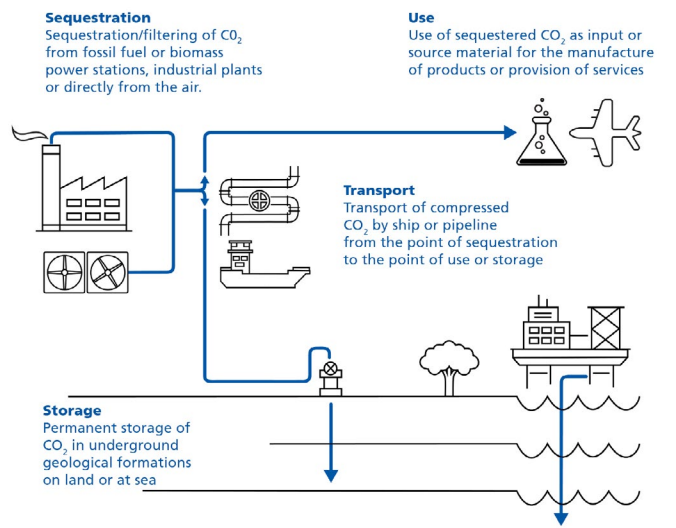 Sequestration
Sequestration/filtering of C0₂
from fossil fuel or biomass
power stations, industrial plants
or directly from the air.
Use
Use of sequestered CO₂ as input or
source material for the manufacture
of products or provision of services
Transport
Transport of compressed
CO₂ by ship or pipeline
from the point of sequestration
to the point of use or storage
Storage
Permanent storage of
CO₂ in underground
geological formations
on land or at sea